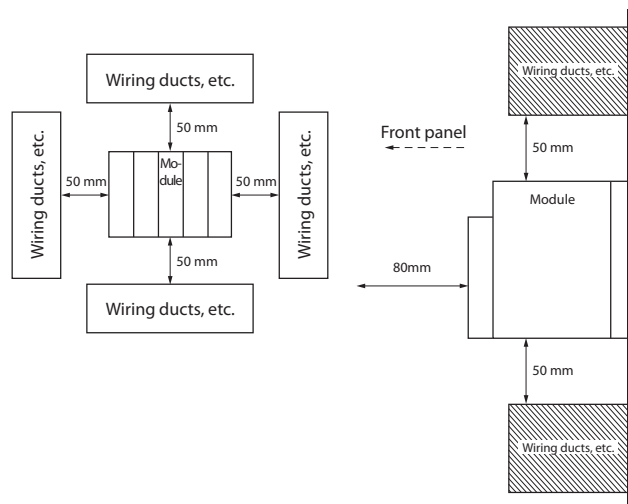 Wiring ducts, etc.
50 mm
Wiring ducts, etc.
50 mm
Mo-
dule
50 mm
Wiring ducts, etc.
50 mm
Wiring ducts, etc.
Wiring ducts, etc.
Front panel
50 mm
Module
80mm
50 mm
Wiring ducts, etc.